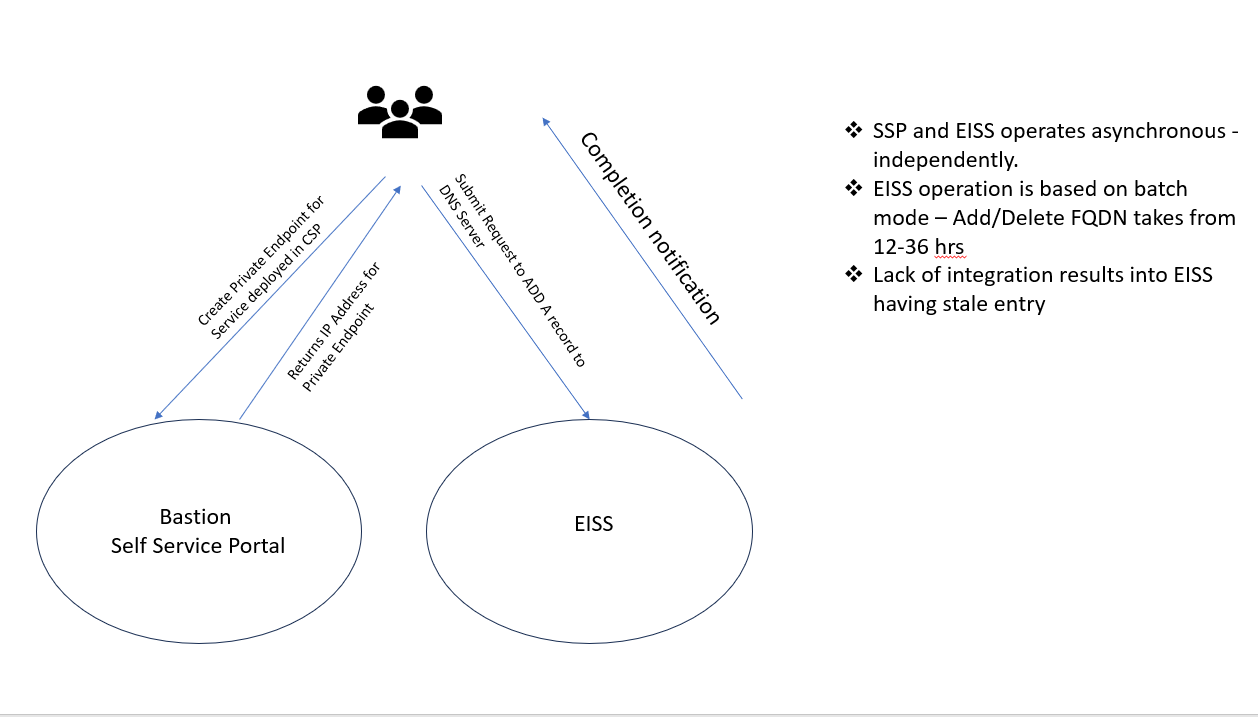 Create Private Endpoint for
Service deployed in CSP
Returns IP Address for
Private Endpoint
Submit Request to ADD A record to
DNS Server
Completion notification
Bastion
Self Service Portal
EISS
❖ SSP and EISS operates asynchronous -
independently.
❖ EISS operation is based on batch
mode – Add/Delete FQDN takes from
12-36 hrs
❖ Lack of integration results into EISS
having stale entry